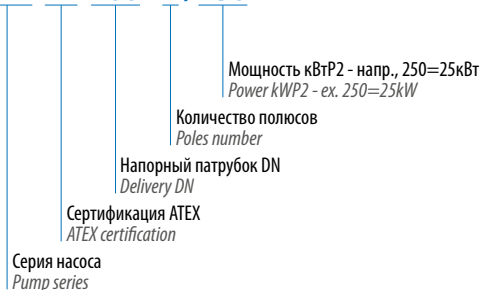 Мощность кВтР2 - напр., 250=25кВт
Power kWP2 - ex. 250=25kW
Количество полюсов
Poles number
Напорный патрубок DN
Delivery DN
Сертификация ATEX
ATEX certification
Серия насоса
Pump series